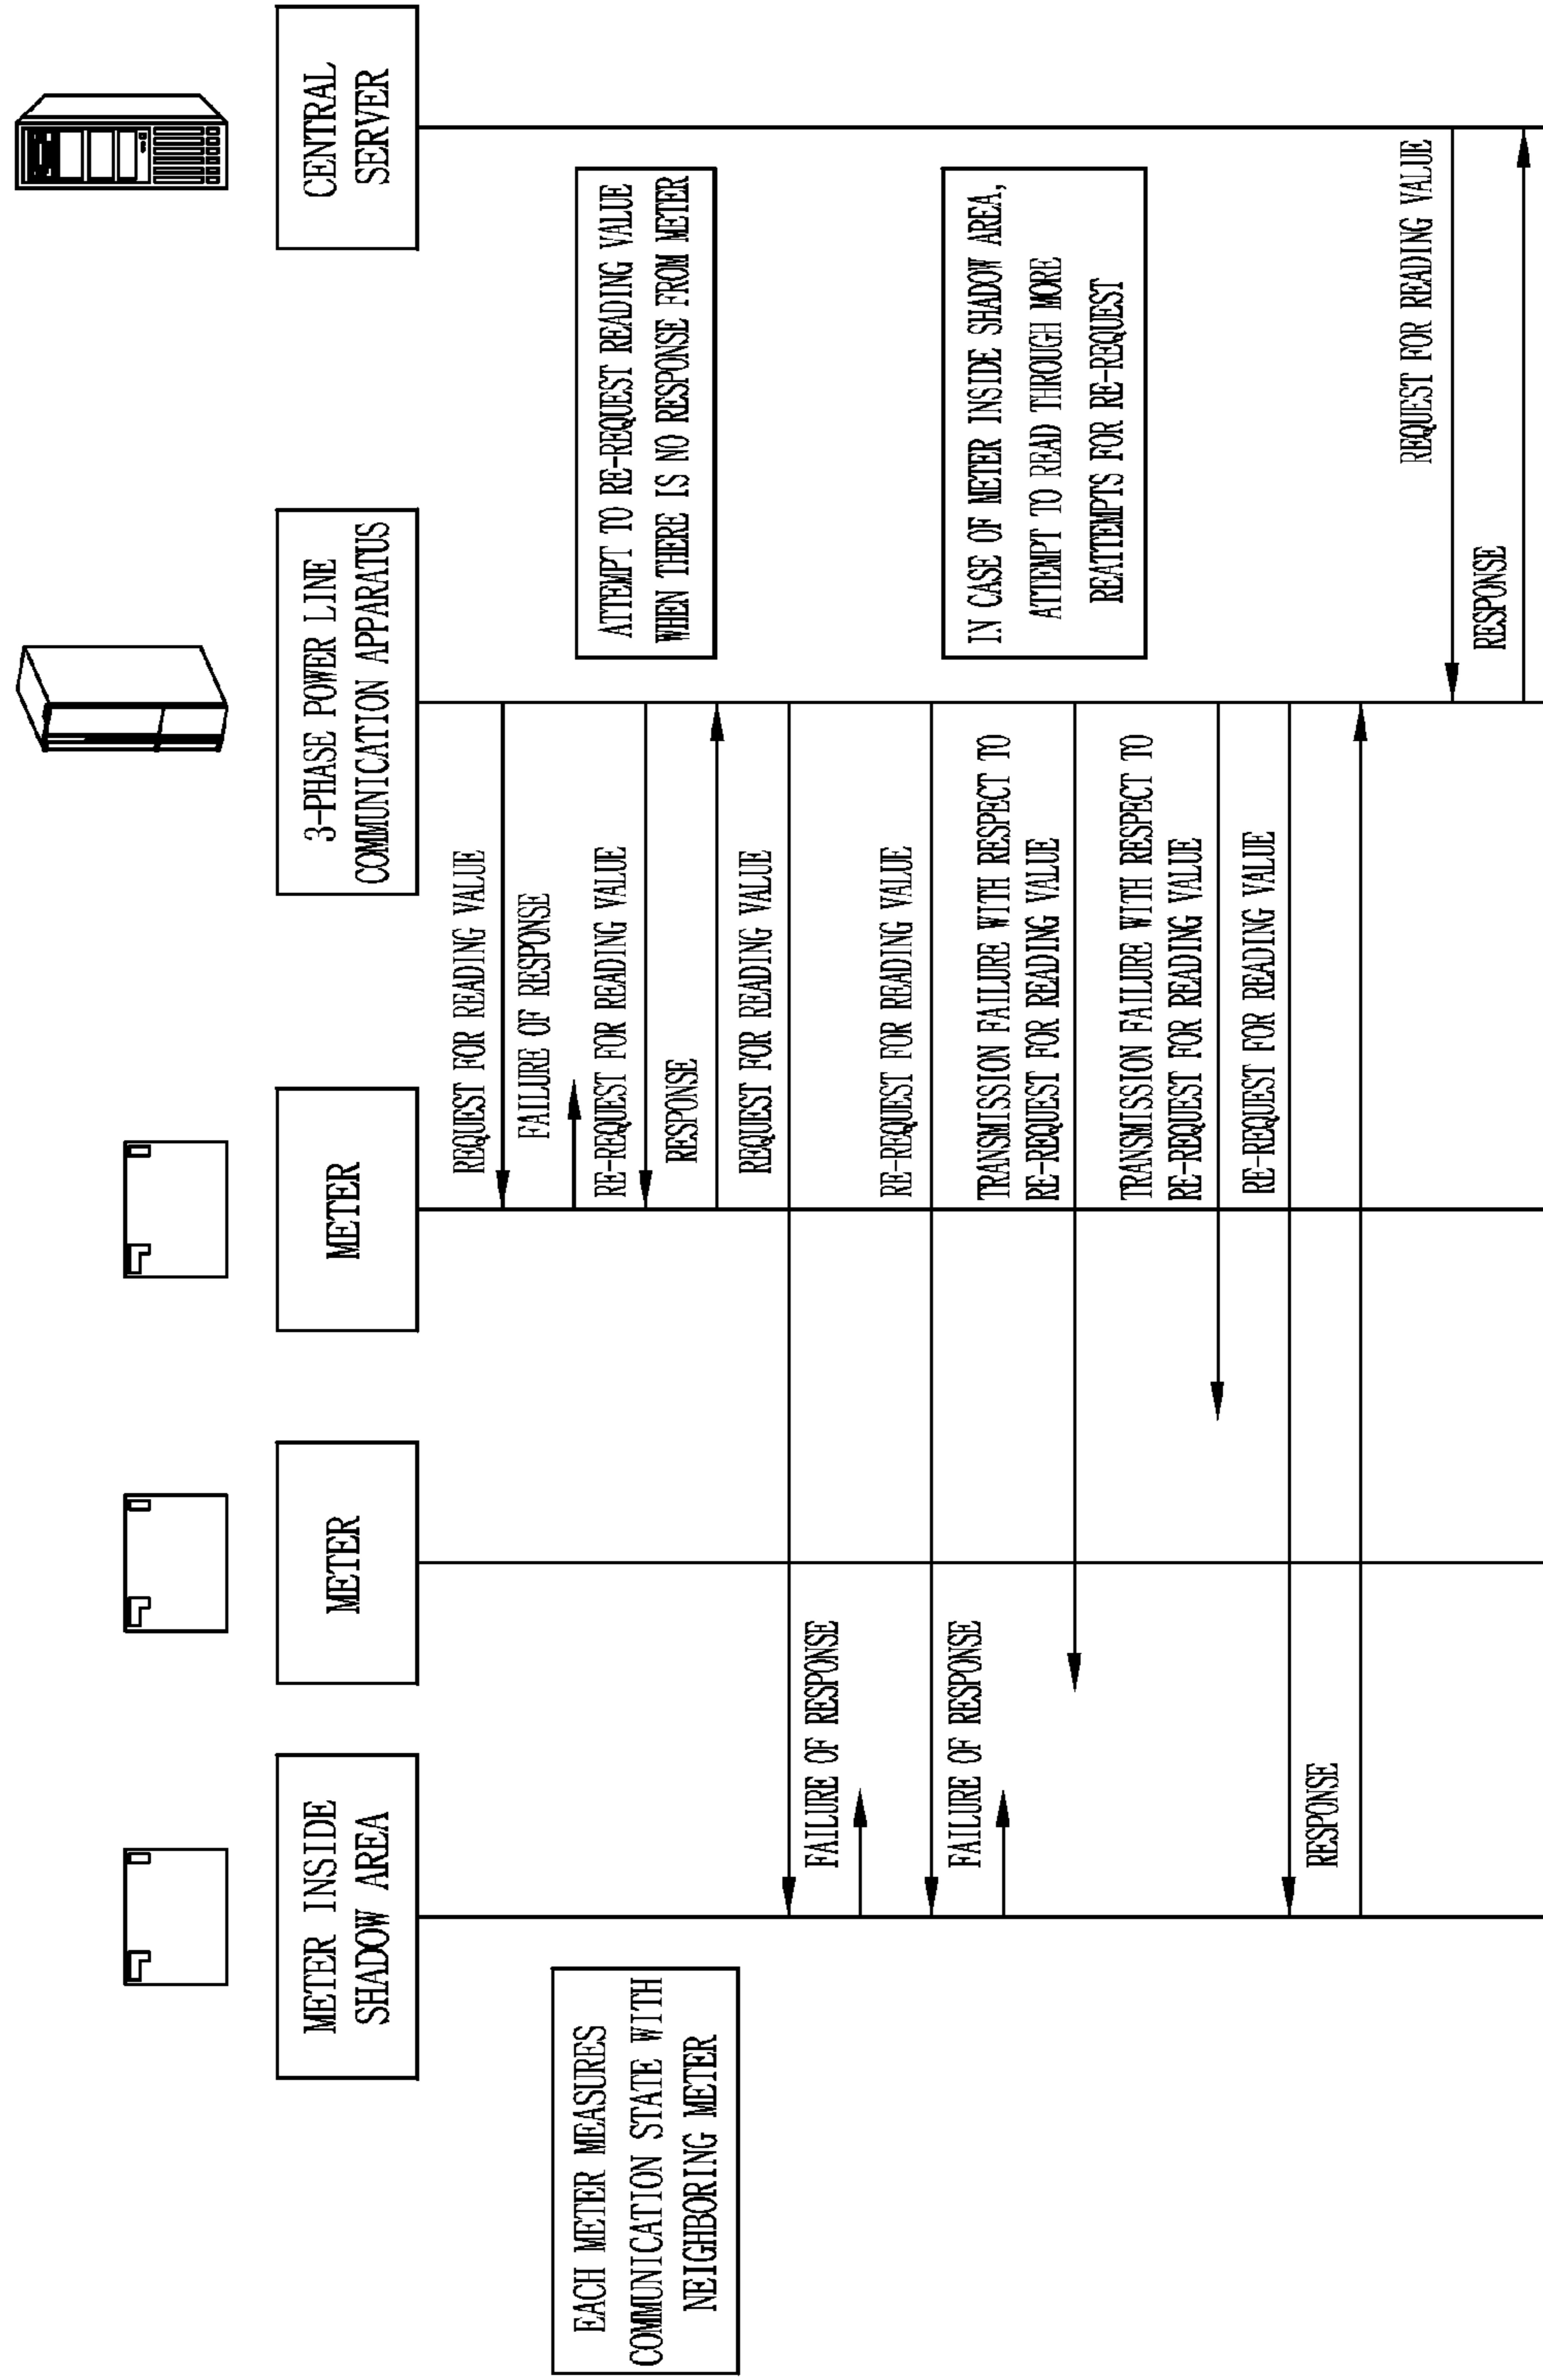 METER INSIDE
SHADOW AREA
METER
METER
3-PHASE POWER LINE
COMMUNICATION APPARATUS
CENTRAL
SERVER
EACH METER MEASURES
COMMUNICATION STATE WITH
NEIGHBORING METER
REQUEST FOR READING VALUE
FAILURE OF RESPONSE
RE-REQUEST FOR READING VALUE
RESPONSE
ATTEMPT TO RE-REQUEST READING VALUE
WHEN THERE IS NO RESPONSE FROM METER
REQUEST FOR READING VALUE
FAILURE OF RESPONSE
RE-REQUEST FOR READING VALUE
FAILURE OF RESPONSE
TRANSMISSION FAILURE WITH RESPECT TO
RE-REQUEST FOR READING VALUE
IN CASE OF METER INSIDE SHADOW AREA,
ATTEMPT TO READ THROUGH MORE
REATTEMPTS FOR RE-REQUEST
TRANSMISSION FAILURE WITH RESPECT TO
RE-REQUEST FOR READING VALUE
RE-REQUEST FOR READING VALUE
RESPONSE
REQUEST FOR READING VALUE
RESPONSE